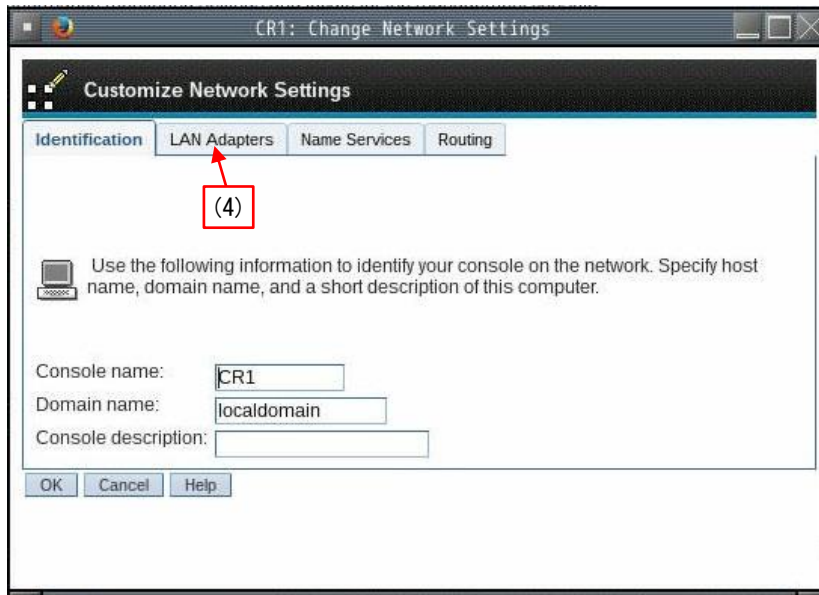 CR1: Change Network Settings
Customize Network Settings
Identification LAN Adapters Name Services Routing
(4)
Use the following information to identify your console on the network. Specify host
name, domain name, and a short description of this computer.
Console name: CR1
Domain name: localdomain
Console description:
OK Cancel Help